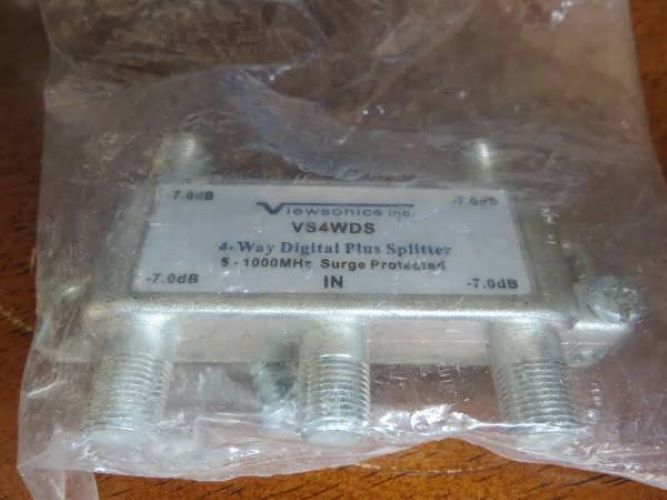 -7.0dB
Viewsonics inc.
-7.0dB
VS4WDS
4-Way Digital Plus Splitter
5-1000MHz Surge Protected
-7.0dB
IN
-7.0dB